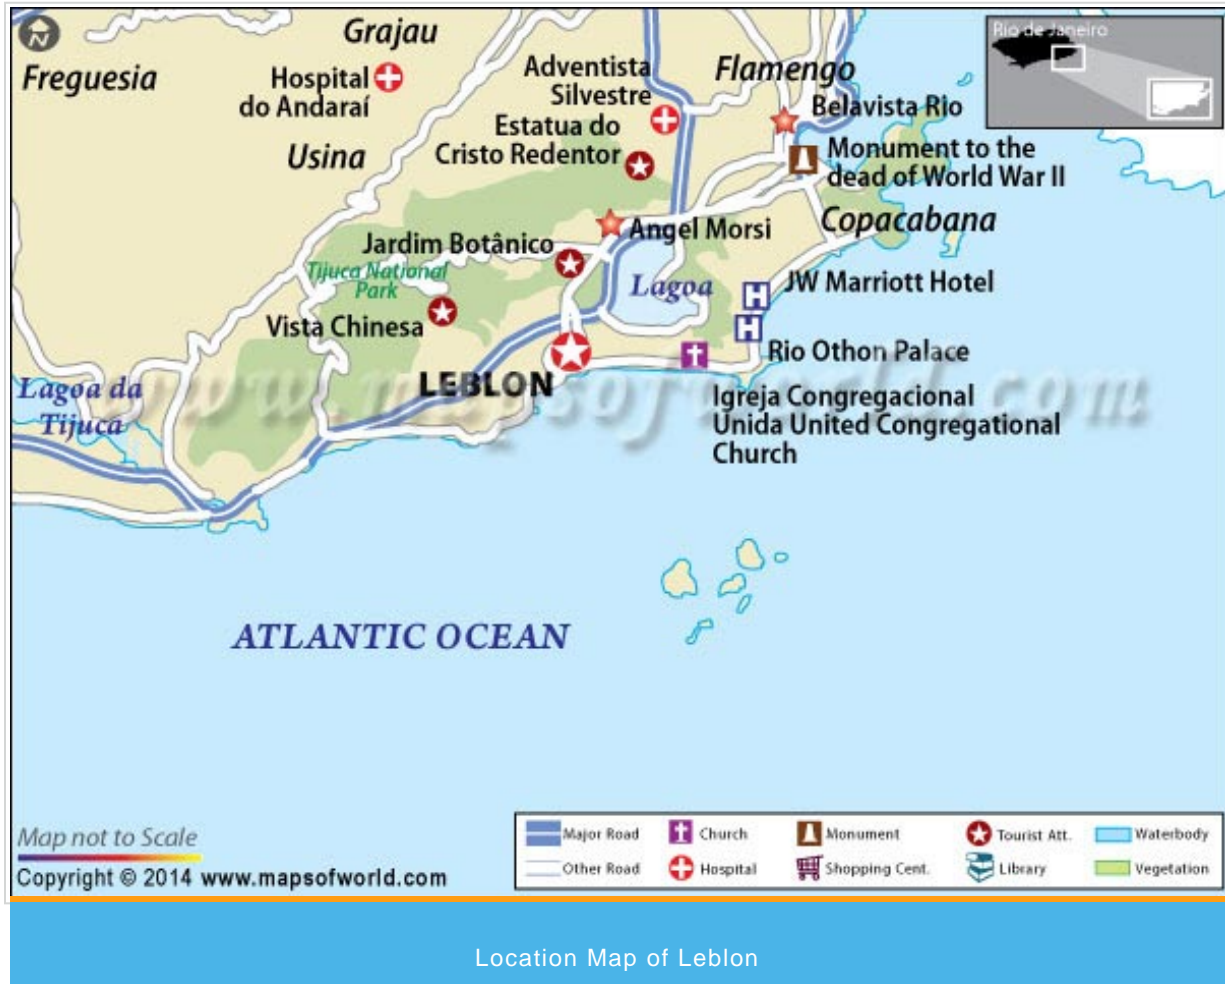 Grajau
Rio de Janeiro
N
Freguesia
Hospital
do Andaraí
Adventista
Silvestre
Flamengo
Belavista Rio
Estatua do
Cristo Redentor
Usina
Monument to the
dead of World War II
Copacabana
Angel Morsi
Jardim Botânico
Tijuca National
Park
Lagoa
JW Marriott Hotel
H
H
Vista Chinesa
Rio Othon Palace
LEBLON
Lagoa da
Tijuca
www.mapsofworld.com
Igreja Congregacional
Unida United Congregational
Church
ATLANTIC OCEAN
Map not to Scale
Copyright © 2014 www.mapsofworld.com
Major Road
Church
Monument
Tourist Att.
Waterbody
Other Road
Hospital
Shopping Cent.
Library
Vegetation
Location Map of Leblon